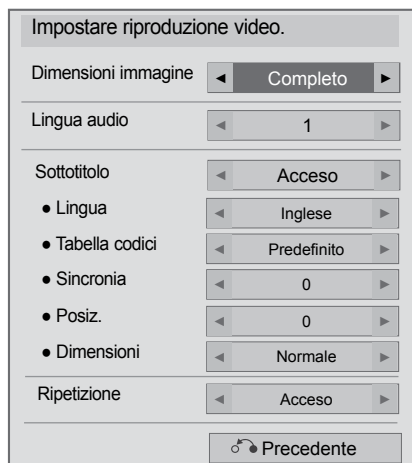 Impostare riproduzione video.
Dimensioni immagine ◄ Completo ►
Lingua audio ◄ 1 ►
Sottotitolo ◄ Acceso ►
● Lingua ◄ Inglese ►
● Tabella codici ◄ Predefinito ►
● Sincronia ◄ 0 ►
● Posiz. ◄ 0 ►
● Dimensioni ◄ Normale ►
Ripetizione ◄ Acceso ►
Precedente